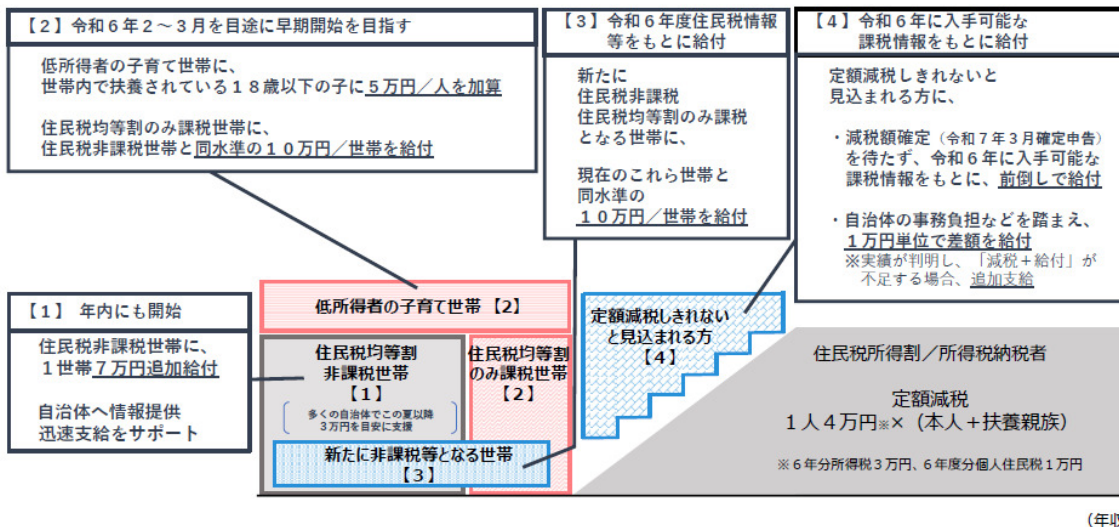 【２】令和６年２～３月を目途に早期開始を目指す
低所得者の子育て世帯に、
世帯内で扶養されている１８歳以下の子に５万円／人を加算
住民税均等割のみ課税世帯に、
住民税非課税世帯と同水準の１０万円／世帯を給付
【３】令和６年度住民税情報
等をもとに給付
新たに
住民税非課税
住民税均等割のみ課税
となる世帯に、
現在のこれら世帯と
同水準の
１０万円／世帯を給付
【４】令和６年に入手可能な
課税情報をもとに給付
定額減税しきれないと
見込まれる方に、
・減税額確定（令和７年３月確定申告）
を待たず、令和６年に入手可能な
課税情報をもとに、前倒しで給付
・自治体の事務負担などを踏まえ、
１万円単位で差額を給付
※実績が判明し、「減税＋給付」が
不足する場合、追加支給
【１】 年内にも開始
住民税非課税世帯に、
１世帯７万円追加給付
自治体へ情報提供
迅速支給をサポート
低所得者の子育て世帯【２】
住民税均等割
非課税世帯
【１】
多くの自治体でこの夏以降
３万円を目安に支援
住民税均等割
のみ課税世帯
【２】
新たに非課税等となる世帯
【３】
定額減税しきれない
と見込まれる方
【４】
住民税所得割／所得税納税者
定額減税
１人４万円※×（本人＋扶養親族）
※６年分所得税３万円、６年度分個人住民税１万円
（年収